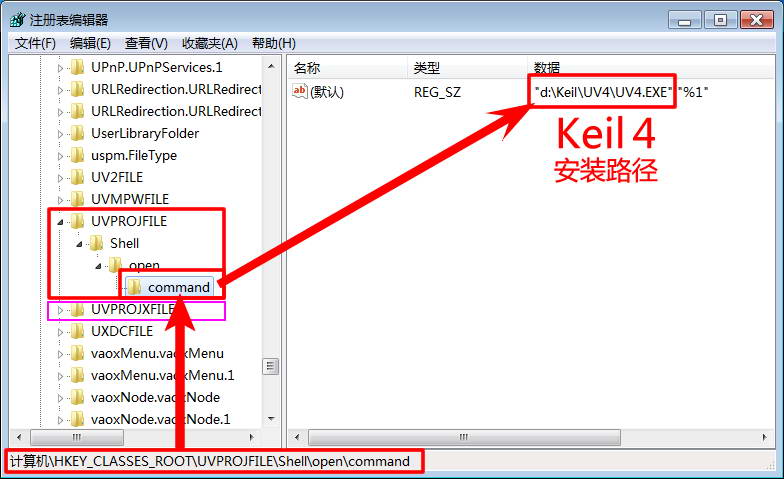 注册表编辑器
文件(F) 编辑(E) 查看(V) 收藏夹(A) 帮助(H)
UPnP.UPnPServices.1
URLRedirection.URLRedirect
URLRedirection.URLRedirect
UserLibraryFolder
uspm.FileType
UV2FILE
UVMPWFILE
UVPROJFILE
Shell
open
command
UVPROJXFILE
UXDCFILE
vaoxMenu.vaoxMenu
vaoxMenu.vaoxMenu.1
vaoxNode.vaoxNode
vaoxNode.vaoxNode.1
名称 类型 数据
ab (默认) REG_SZ "d:\Keil\UV4\UV4.EXE" "%1"
Keil 4
安装路径
计算机\HKEY_CLASSES_ROOT\UVPROJFILE\Shell\open\command